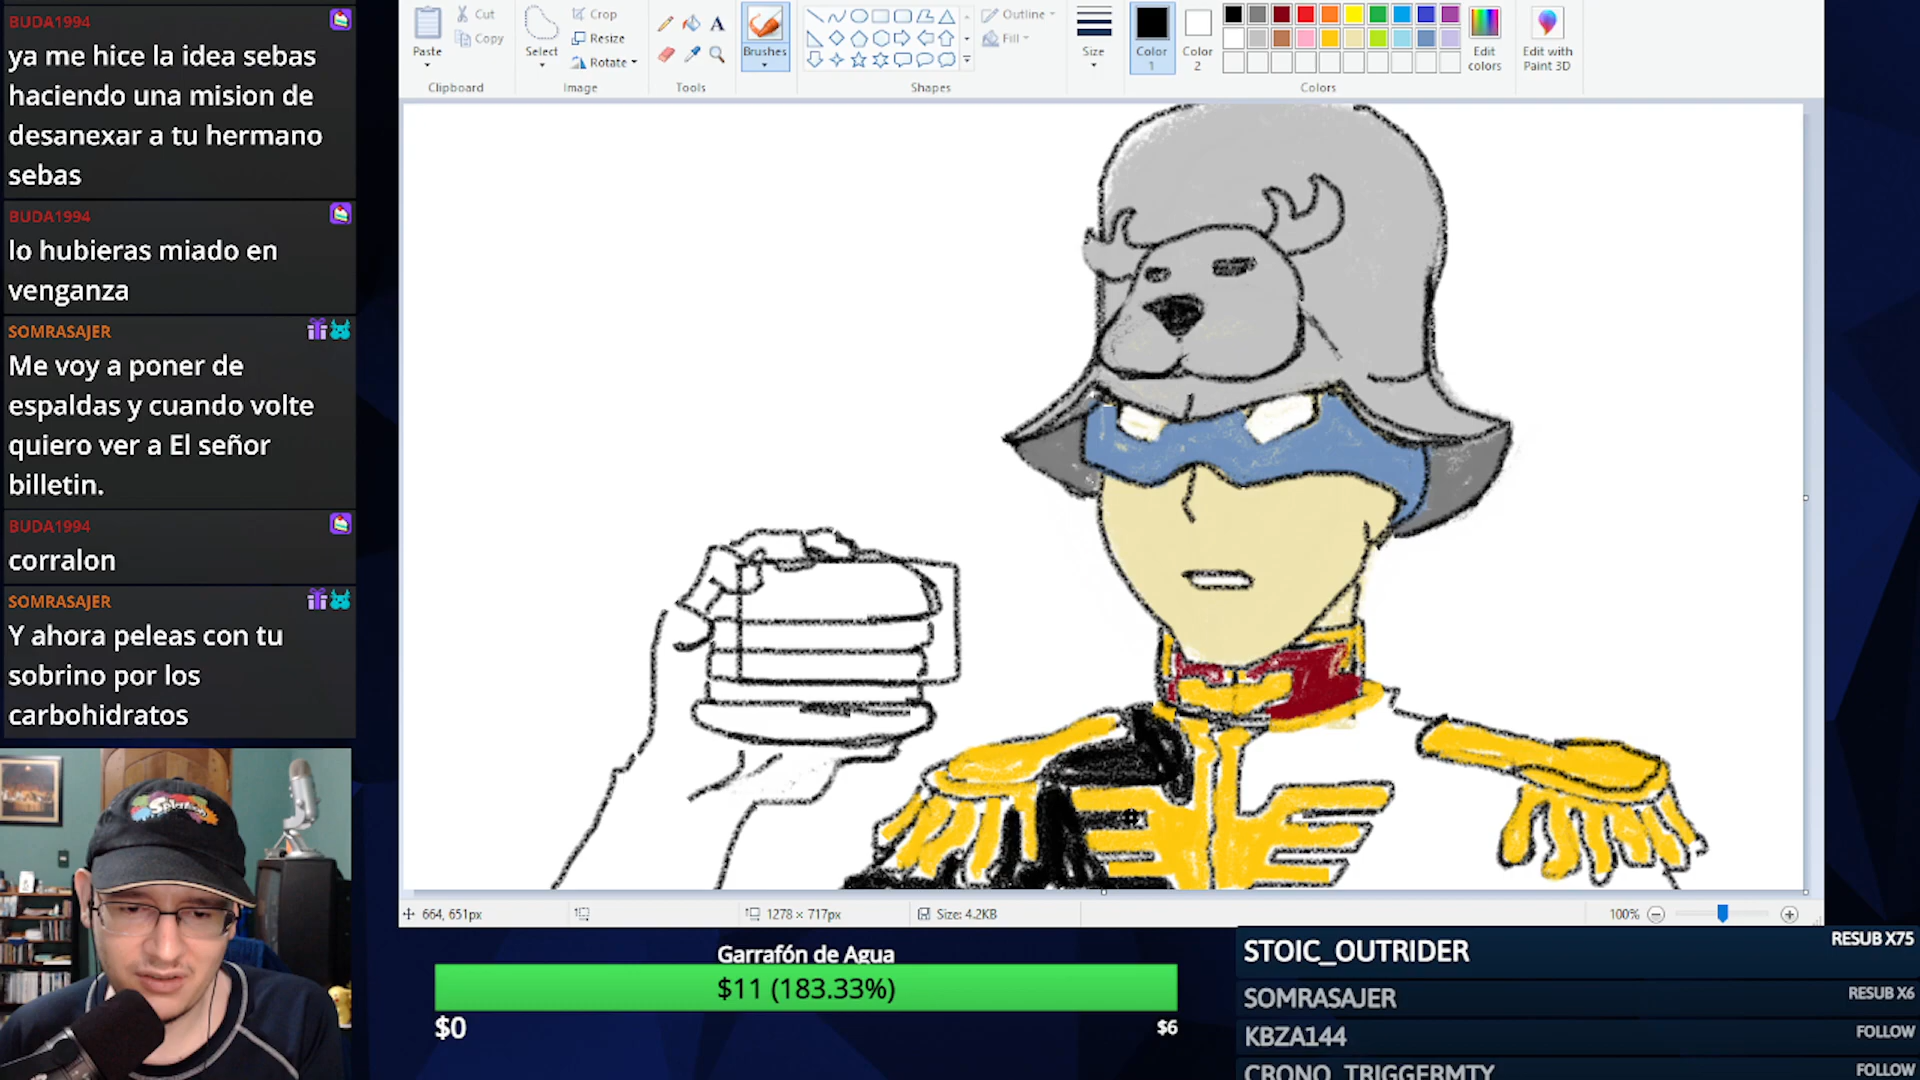 BUDA1994
ya me hice la idea sebas
haciendo una mision de
desanexar a tu hermano
sebas
BUDA1994
lo hubieras miado en
venganza
SOMRASAJER
Me voy a poner de
espaldas y cuando volte
quiero ver a El señor
billetin.
BUDA1994
corralon
SOMRASAJER
Y ahora peleas con tu
sobrino por los
carbohidratos
Paste
Cut
Copy
Clipboard
Select
Crop
Resize
Rotate
Image
A
Tools
Brushes
Shapes
Outline
Fill
Size
Color
1
Color
2
Colors
Edit
colors
Edit with
Paint 3D
664, 651px
1278 × 717px
Size: 4.2KB
100%
Garrafón de Agua
$11 (183.33%)
$0
$6
STOIC_OUTRIDER
RESUB X75
SOMRASAJER
RESUB X6
KBZA144
FOLLOW
CRONO_TRIGGERMTY
FOLLOW